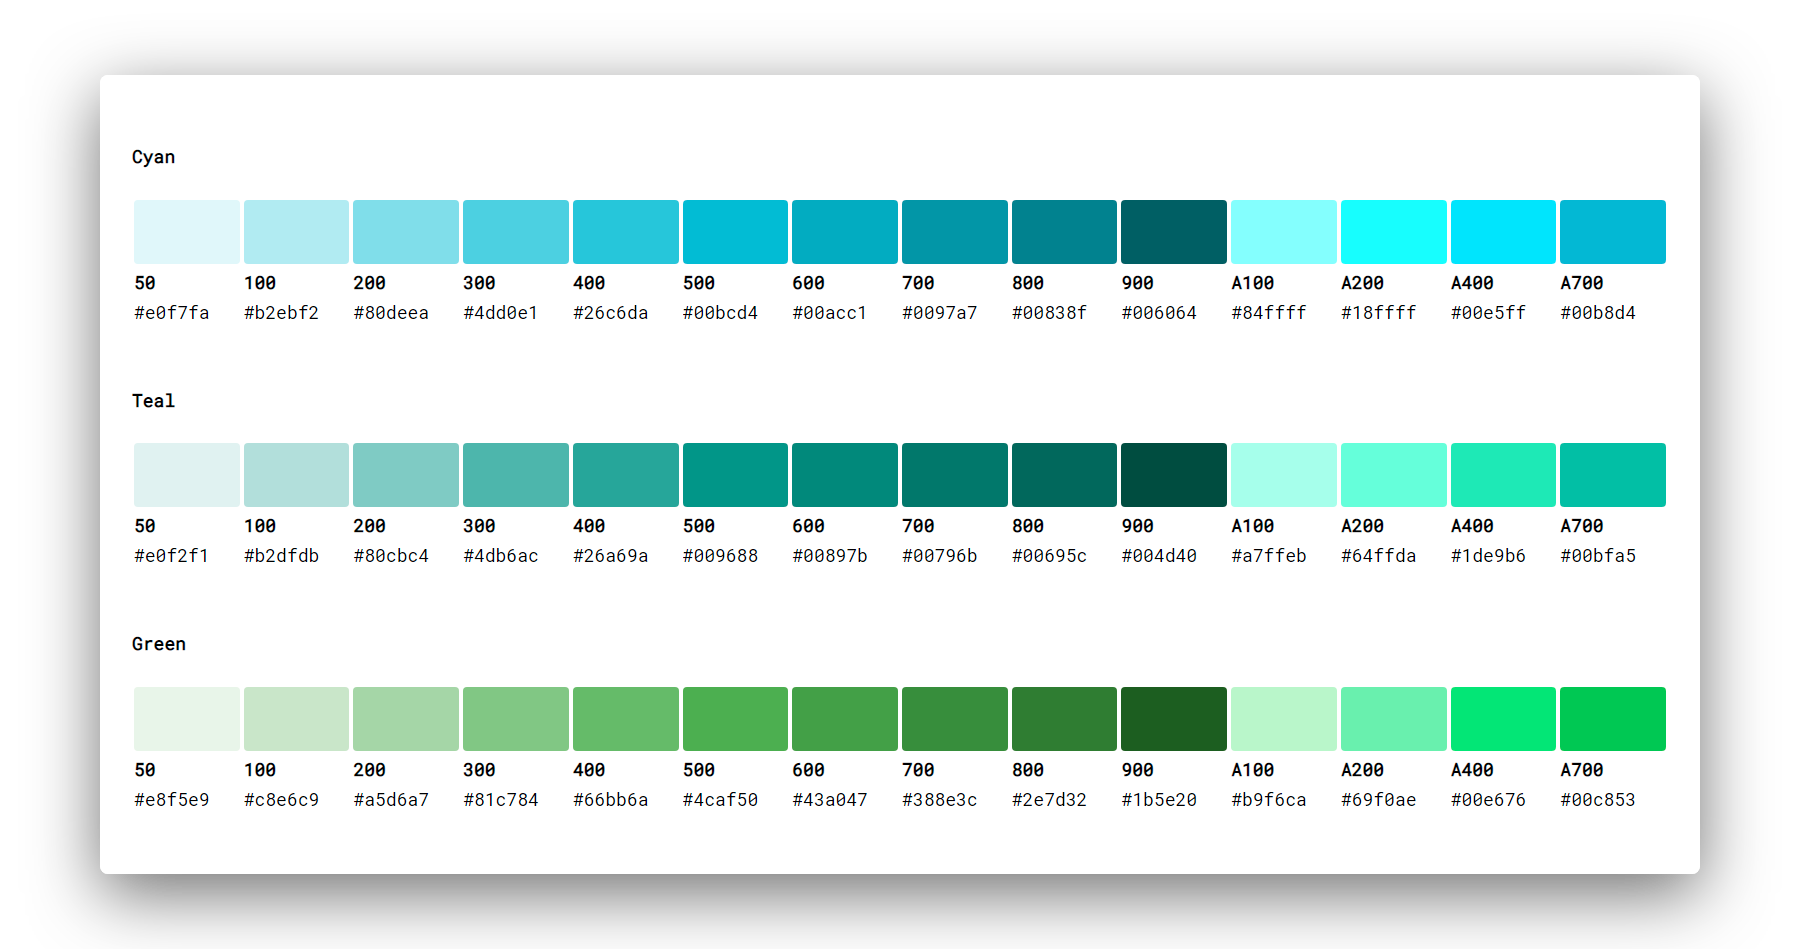 Cyan
50 100 200 300 400 500 600 700 800 900 A100 A200 A400 A700
#e0f7fa #b2ebf2 #80deea #4dd0e1 #26c6da #00bcd4 #00acc1 #0097a7 #00838f #006064 #84ffff #18ffff #00e5ff #00b8d4
Teal
50 100 200 300 400 500 600 700 800 900 A100 A200 A400 A700
#e0f2f1 #b2dfdb #80cbc4 #4db6ac #26a69a #009688 #00897b #00796b #00695c #004d40 #a7ffeb #64ffda #1de9b6 #00bfa5
Green
50 100 200 300 400 500 600 700 800 900 A100 A200 A400 A700
#e8f5e9 #c8e6c9 #a5d6a7 #81c784 #66bb6a #4caf50 #43a047 #388e3c #2e7d32 #1b5e20 #b9f6ca #69f0ae #00e676 #00c853